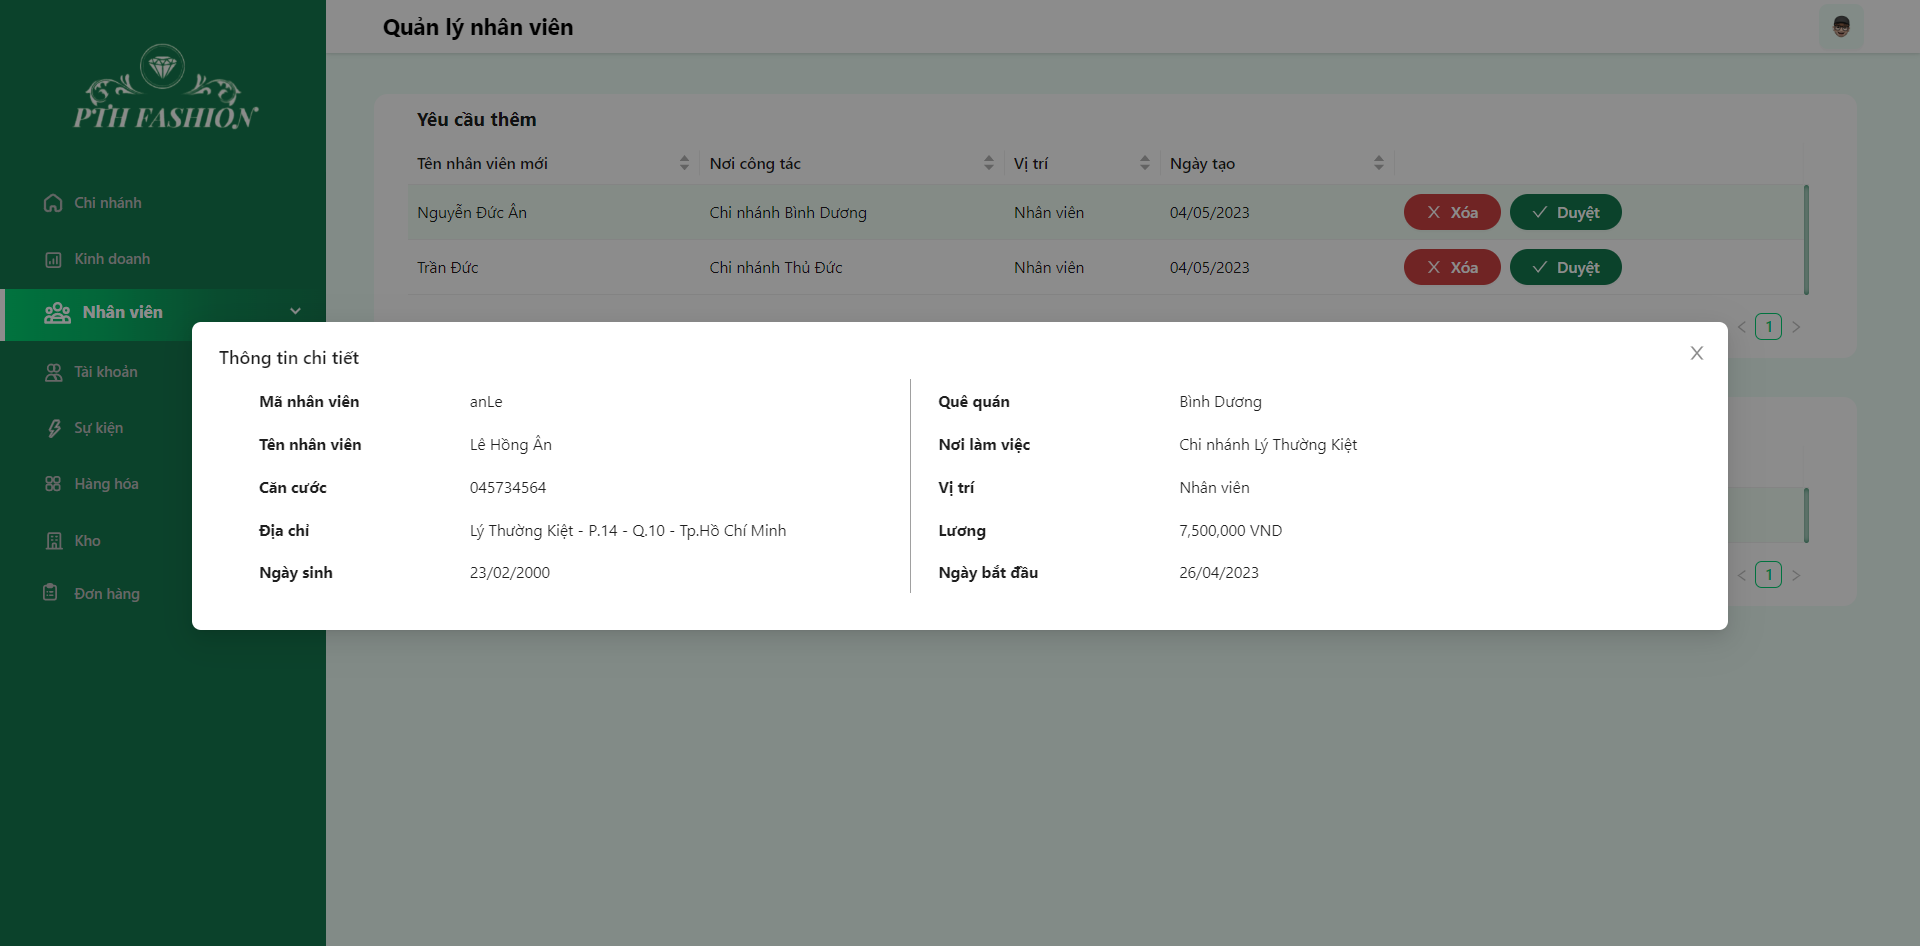 Quản lý nhân viên
PTH FASHION
Chi nhánh
Kinh doanh
Nhân viên
Tài khoản
Sự kiện
Hàng hóa
Kho
Đơn hàng
Yêu cầu thêm
Tên nhân viên mới Nơi công tác Vị trí Ngày tạo
Nguyễn Đức Ân Chi nhánh Bình Dương Nhân viên 04/05/2023 Xóa Duyệt
Trần Đức Chi nhánh Thủ Đức Nhân viên 04/05/2023 Xóa Duyệt
1
Thông tin chi tiết
Mã nhân viên anLe
Tên nhân viên Lê Hồng Ân
Căn cước 045734564
Địa chỉ Lý Thường Kiệt - P.14 - Q.10 - Tp.Hồ Chí Minh
Ngày sinh 23/02/2000
Quê quán Bình Dương
Nơi làm việc Chi nhánh Lý Thường Kiệt
Vị trí Nhân viên
Lương 7,500,000 VND
Ngày bắt đầu 26/04/2023
1